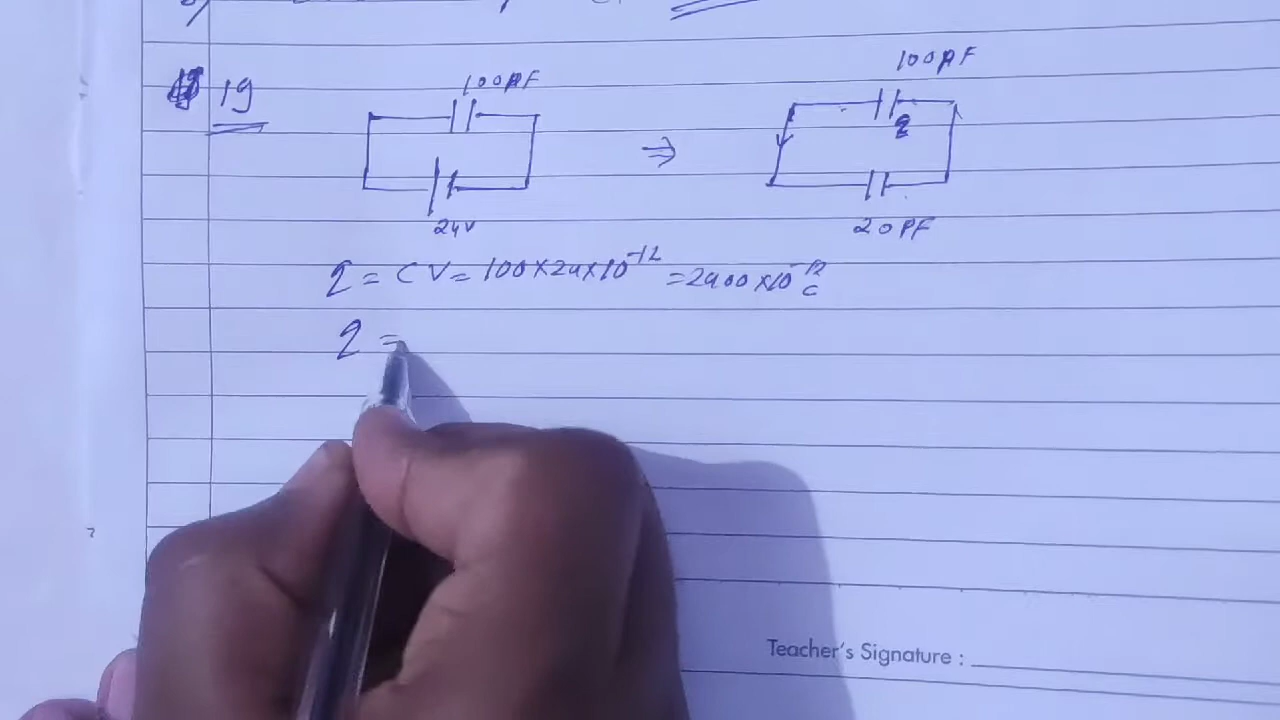 19
100pF
100pF
q
24V
20PF
q = CV = 100×24×10⁻¹² = 2400×10⁻¹² C
q =
Teacher's Signature :